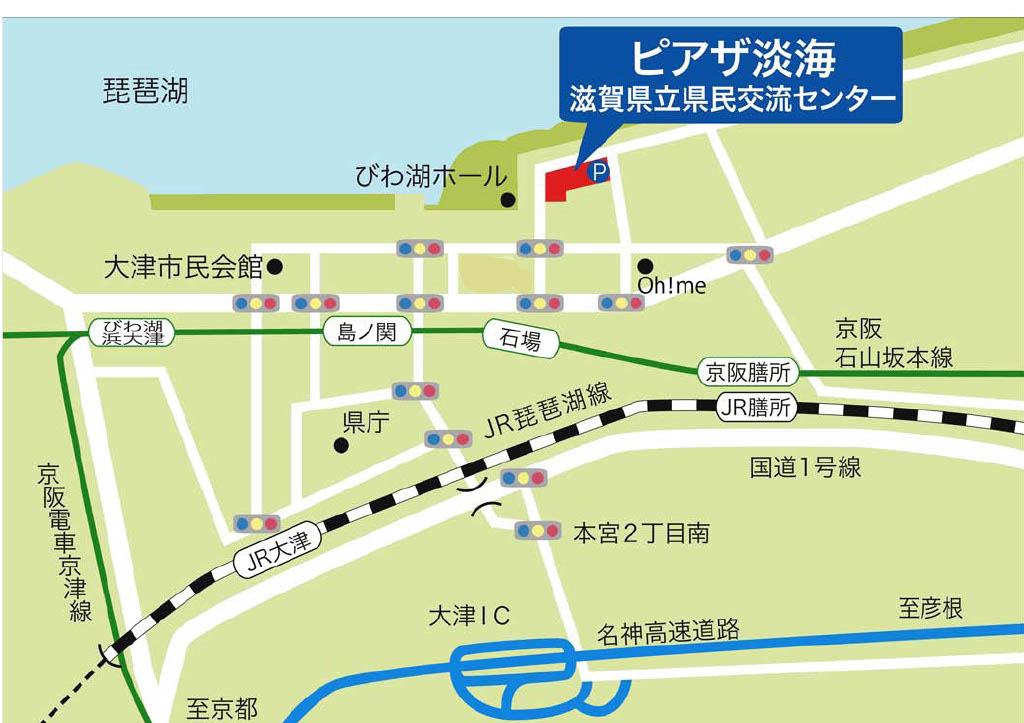 ピアザ淡海
滋賀県立県民交流センター
琵琶湖
P
びわ湖ホール
大津市民会館
Oh!me
びわ湖
浜大津
島ノ関
石場
京阪
石山坂本線
京阪膳所
JR膳所
JR琵琶湖線
県庁
国道1号線
京阪電車京津線
本宮2丁目南
JR大津
大津IC
名神高速道路
至彦根
至京都